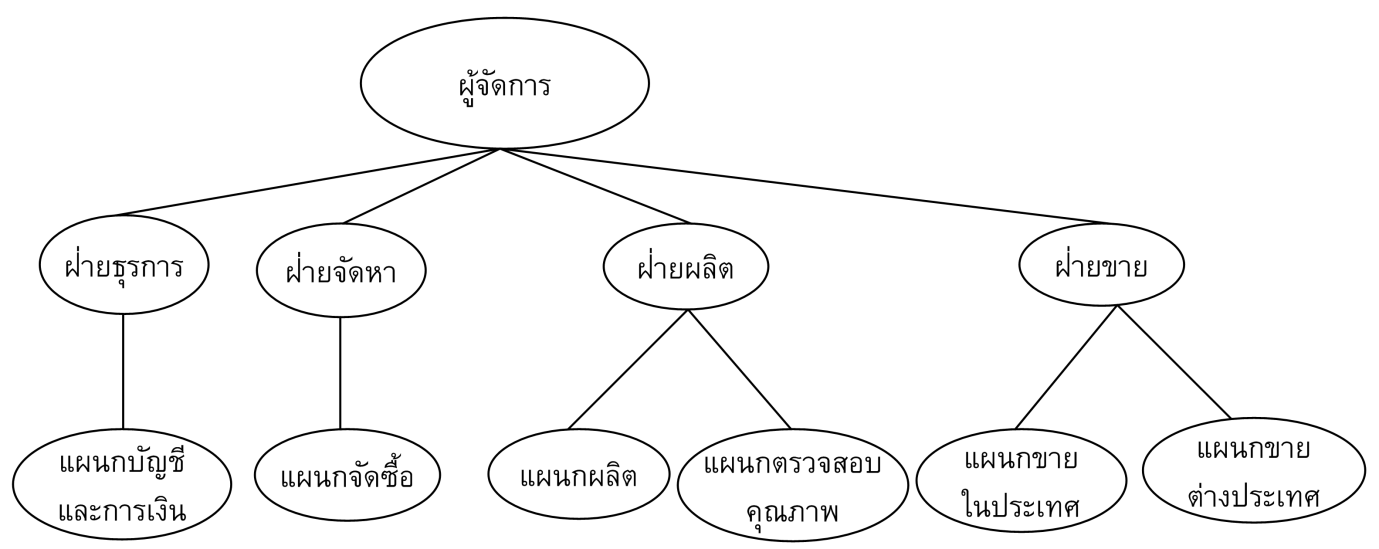 ผู้จัดการ
ฝ่ายธุรการ
ฝ่ายจัดหา
ฝ่ายผลิต
ฝ่ายขาย
แผนกบัญชี
และการเงิน
แผนกจัดซื้อ
แผนกผลิต
แผนกตรวจสอบ
คุณภาพ
แผนกขาย
ในประเทศ
แผนกขาย
ต่างประเทศ